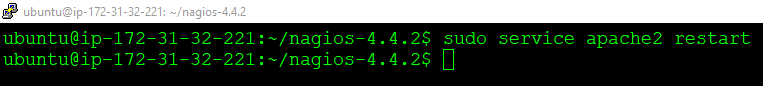 ubuntu@ip-172-31-32-221: ~/nagios-4.4.2
ubuntu@ip-172-31-32-221:~/nagios-4.4.2$ sudo service apache2 restart
ubuntu@ip-172-31-32-221:~/nagios-4.4.2$